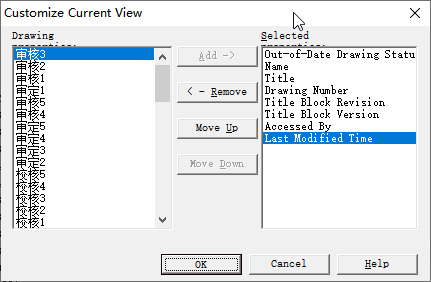 Customize Current View
Drawing
properties:
审核3
审核2
审核1
审定1
审核5
审核4
审定5
审定4
审定3
审定2
校核5
校核4
校核3
校核2
校核1
Add ->
< - Remove
Move Up
Move Down
Selected
properties:
Out-of-Date Drawing Statu
Name
Title
Drawing Number
Title Block Revision
Title Block Version
Accessed By
Last Modified Time
OK
Cancel
Help